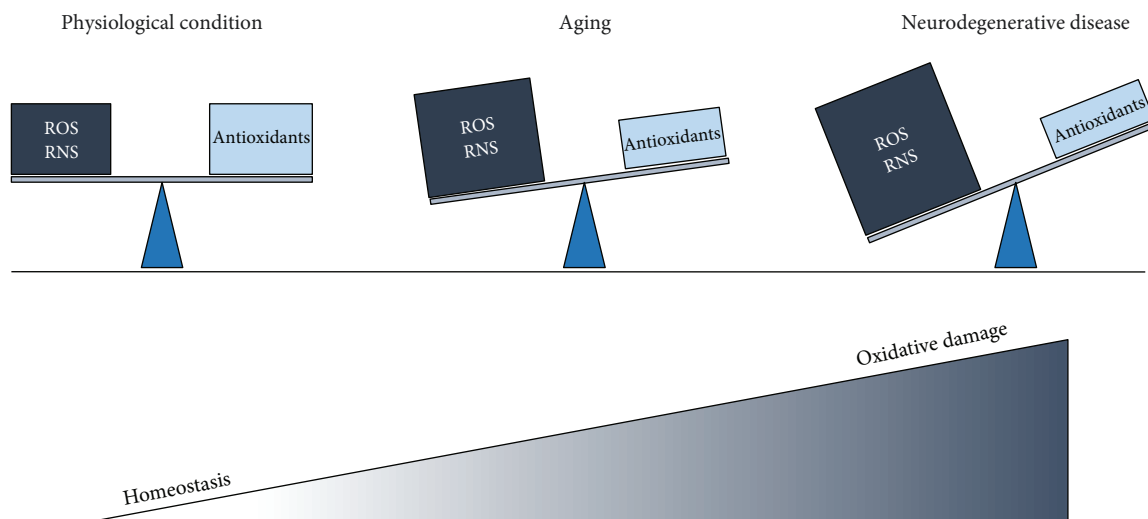 Physiological condition
Aging
Neurodegenerative disease
ROS
RNS
Antioxidants
ROS
RNS
Antioxidants
ROS
RNS
Antioxidants
Oxidative damage
Homeostasis